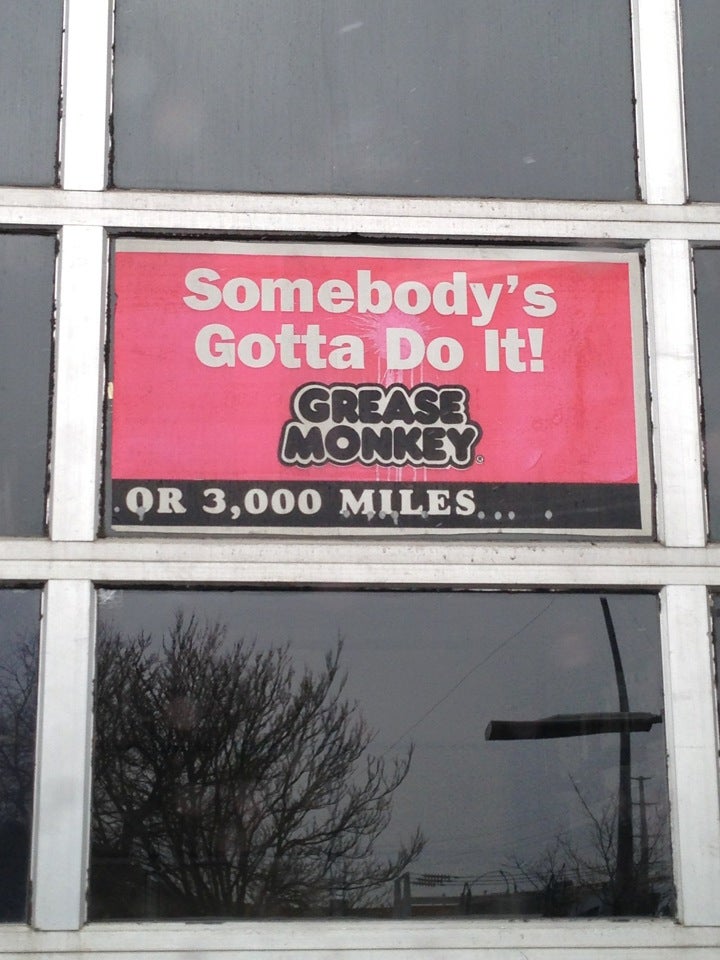 Somebody's
Gotta Do It!
GREASE
MONKEY
.OR 3,000 MILES....